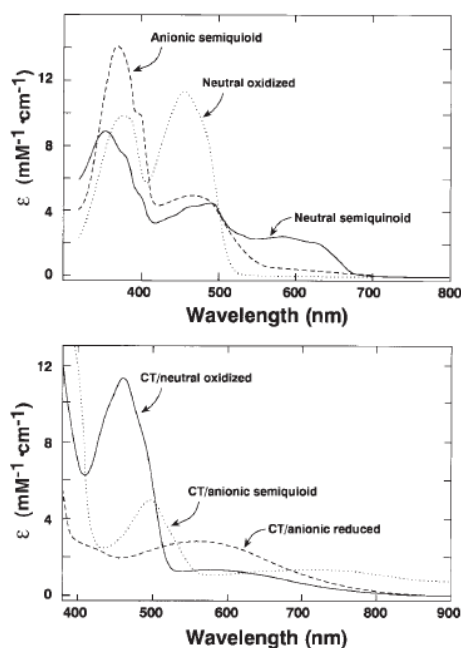 Anionic semiquioid
Neutral oxidized
Neutral semiquinoid
ε (mM-1·cm-1)
12
8
4
0
400
500
600
700
800
Wavelength (nm)
CT/neutral oxidized
CT/anionic semiquioid
CT/anionic reduced
ε (mM-1·cm-1)
12
8
4
0
400
500
600
700
800
900
Wavelength (nm)